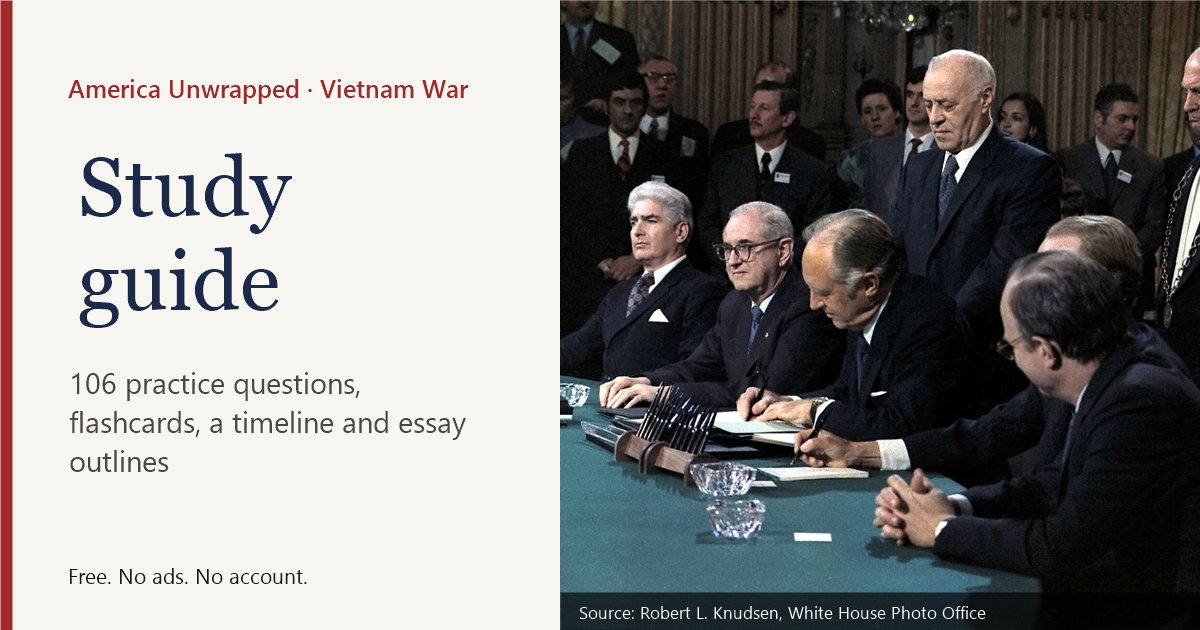 America Unwrapped · Vietnam War
Study
guide
106 practice questions,
flashcards, a timeline and essay
outlines
Free. No ads. No account.
Source: Robert L. Knudsen, White House Photo Office